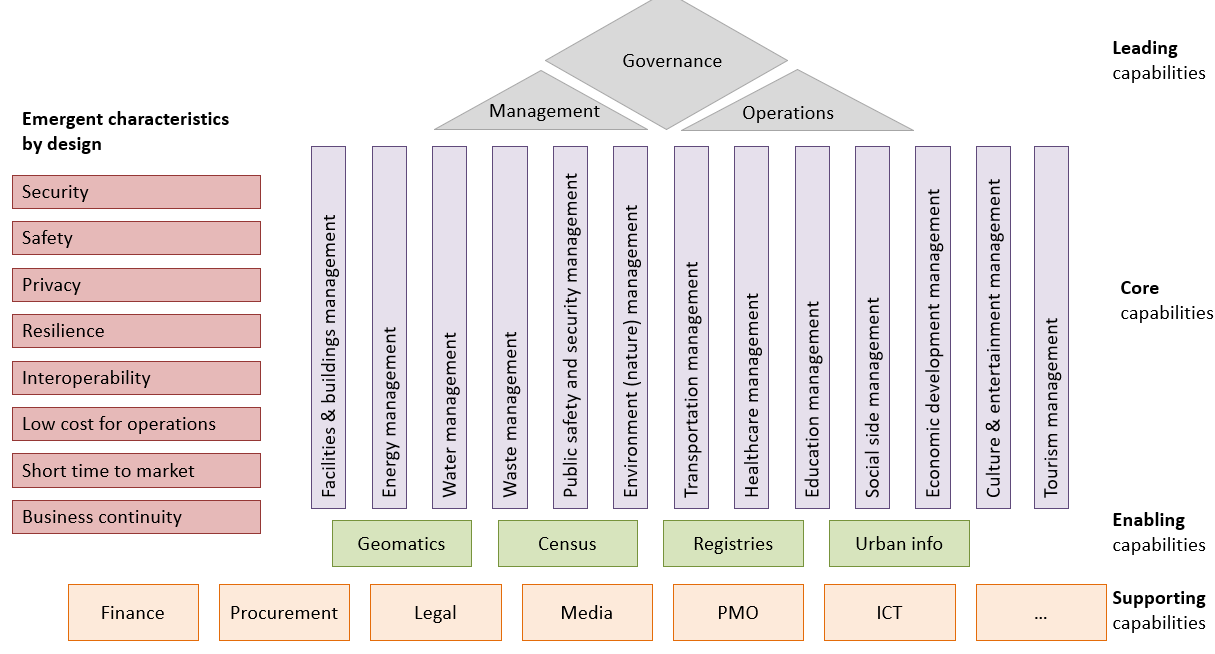 Governance
Management
Operations
Leading
capabilities
Emergent characteristics
by design
Security
Safety
Privacy
Resilience
Interoperability
Low cost for operations
Short time to market
Business continuity
Facilities & buildings management
Energy management
Water management
Waste management
Public safety and security management
Environment (nature) management
Transportation management
Healthcare management
Education management
Social side management
Economic development management
Culture & entertainment management
Tourism management
Core
capabilities
Geomatics
Census
Registries
Urban info
Enabling
capabilities
Finance
Procurement
Legal
Media
PMO
ICT
...
Supporting
capabilities